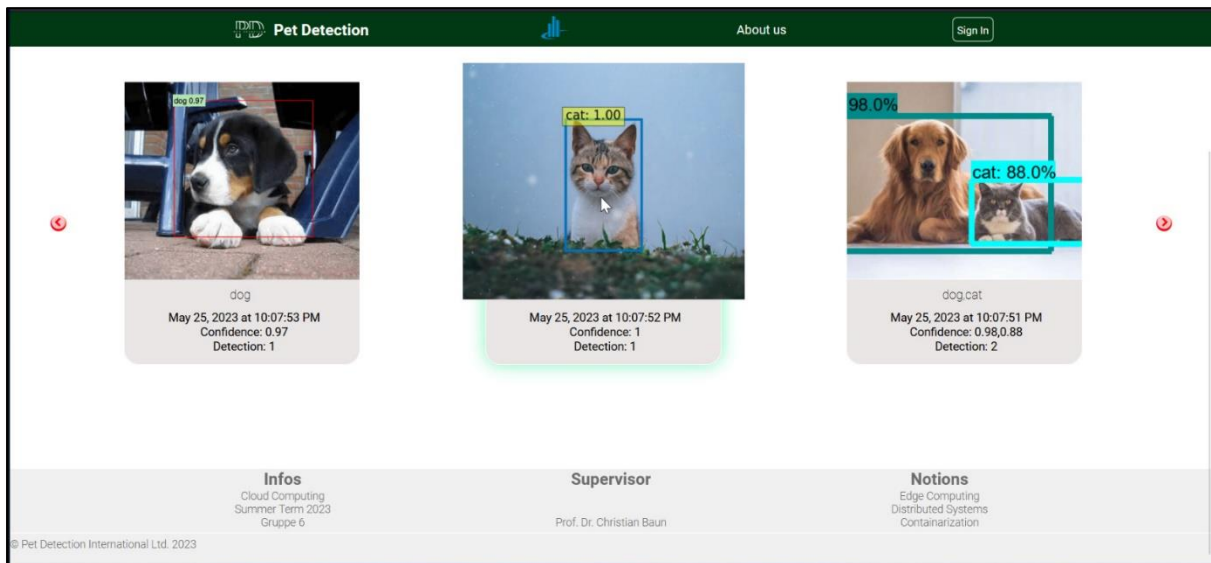 PD Pet Detection
About us
Sign In
dog 0.97
cat: 1.00
98.0%
cat: 88.0%
dog
May 25, 2023 at 10:07:53 PM
Confidence: 0.97
Detection: 1
May 25, 2023 at 10:07:52 PM
Confidence: 1
Detection: 1
dog,cat
May 25, 2023 at 10:07:51 PM
Confidence: 0.98,0.88
Detection: 2
Infos
Cloud Computing
Summer Term 2023
Gruppe 6
Supervisor
Prof. Dr. Christian Baun
Notions
Edge Computing
Distributed Systems
Containarization
© Pet Detection International Ltd. 2023